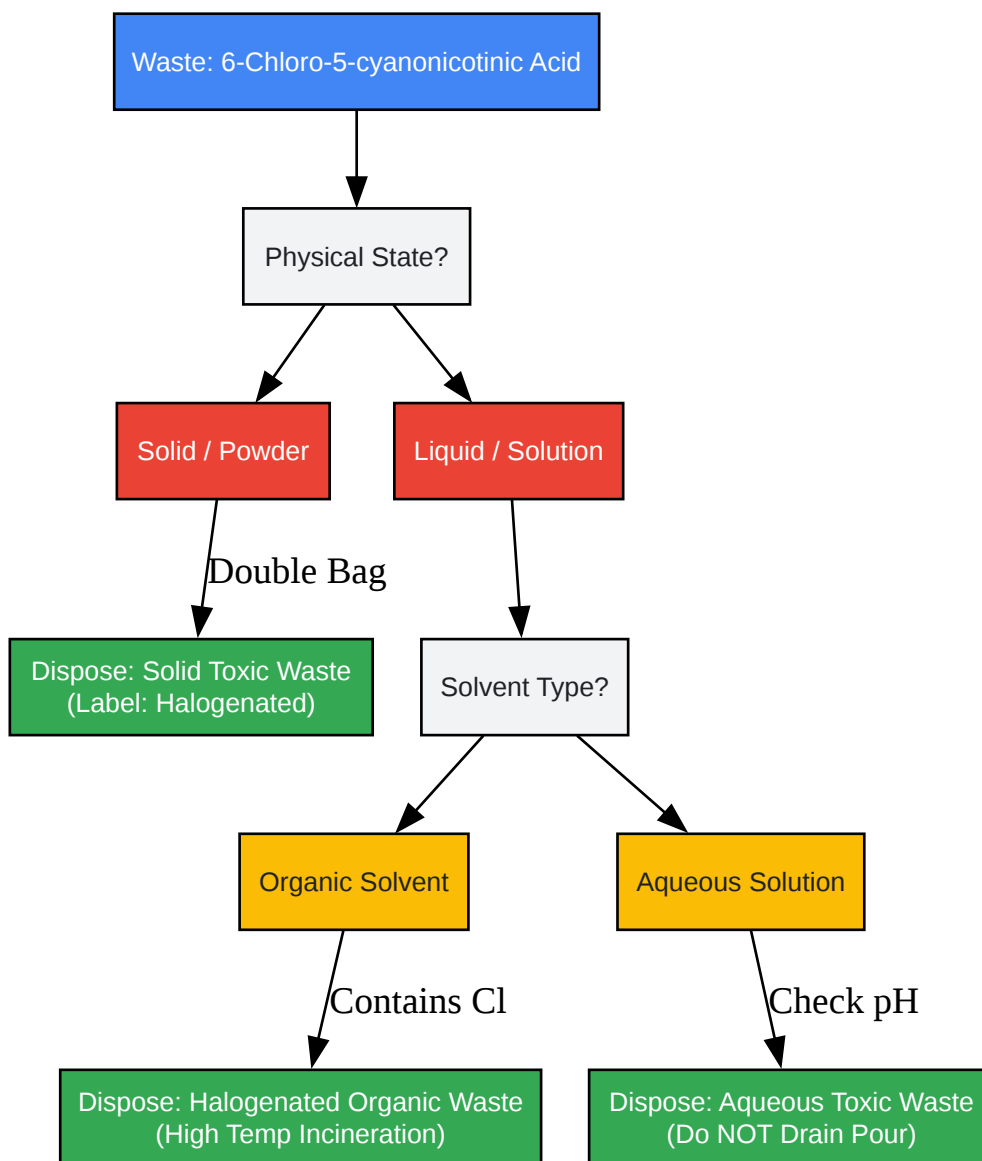 Waste: 6-Chloro-5-cyanonicotinic Acid
Physical State?
Solid / Powder
Liquid / Solution
Double Bag
Dispose: Solid Toxic Waste
(Label: Halogenated)
Solvent Type?
Organic Solvent
Aqueous Solution
Contains Cl
Check pH
Dispose: Halogenated Organic Waste
(High Temp Incineration)
Dispose: Aqueous Toxic Waste
(Do NOT Drain Pour)